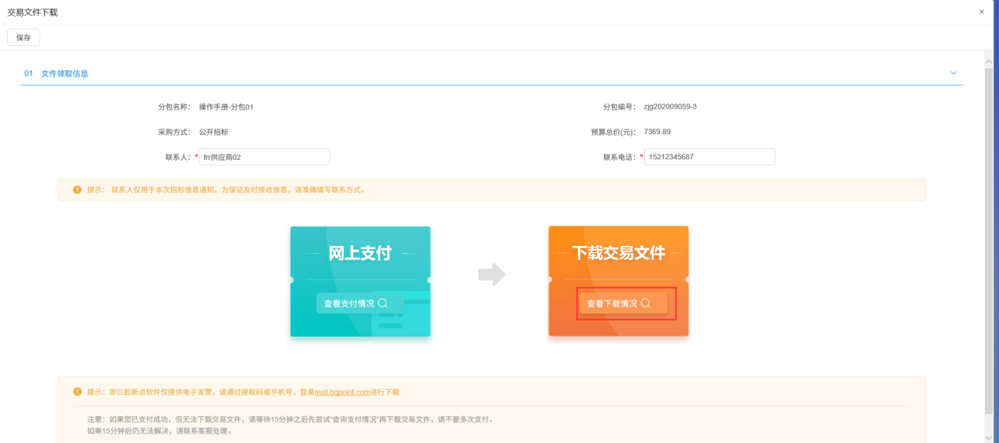 交易文件下载
×
保存
01 文件领取信息
分包名称： 操作手册-分包01
分包编号： zjg202009059-3
采购方式： 公开招标
预算总价(元)： 7369.89
联系人：* frr供应商02
联系电话：* 15212345687
提示： 联系人仅用于本次招标信息通知，为保证及时接收信息，请准确填写联系方式。
网上支付
下载交易文件
查看支付情况
查看下载情况
提示：即日起新点软件仅提供电子发票，请通过提取码或手机号，登录mall.bqpoint.com进行下载
注意：如果您已支付成功，但无法下载交易文件，请等待15分钟之后先尝试“查询支付情况”再下载交易文件，请不要多次支付。
如果15分钟后仍无法解决，请联系客服处理。